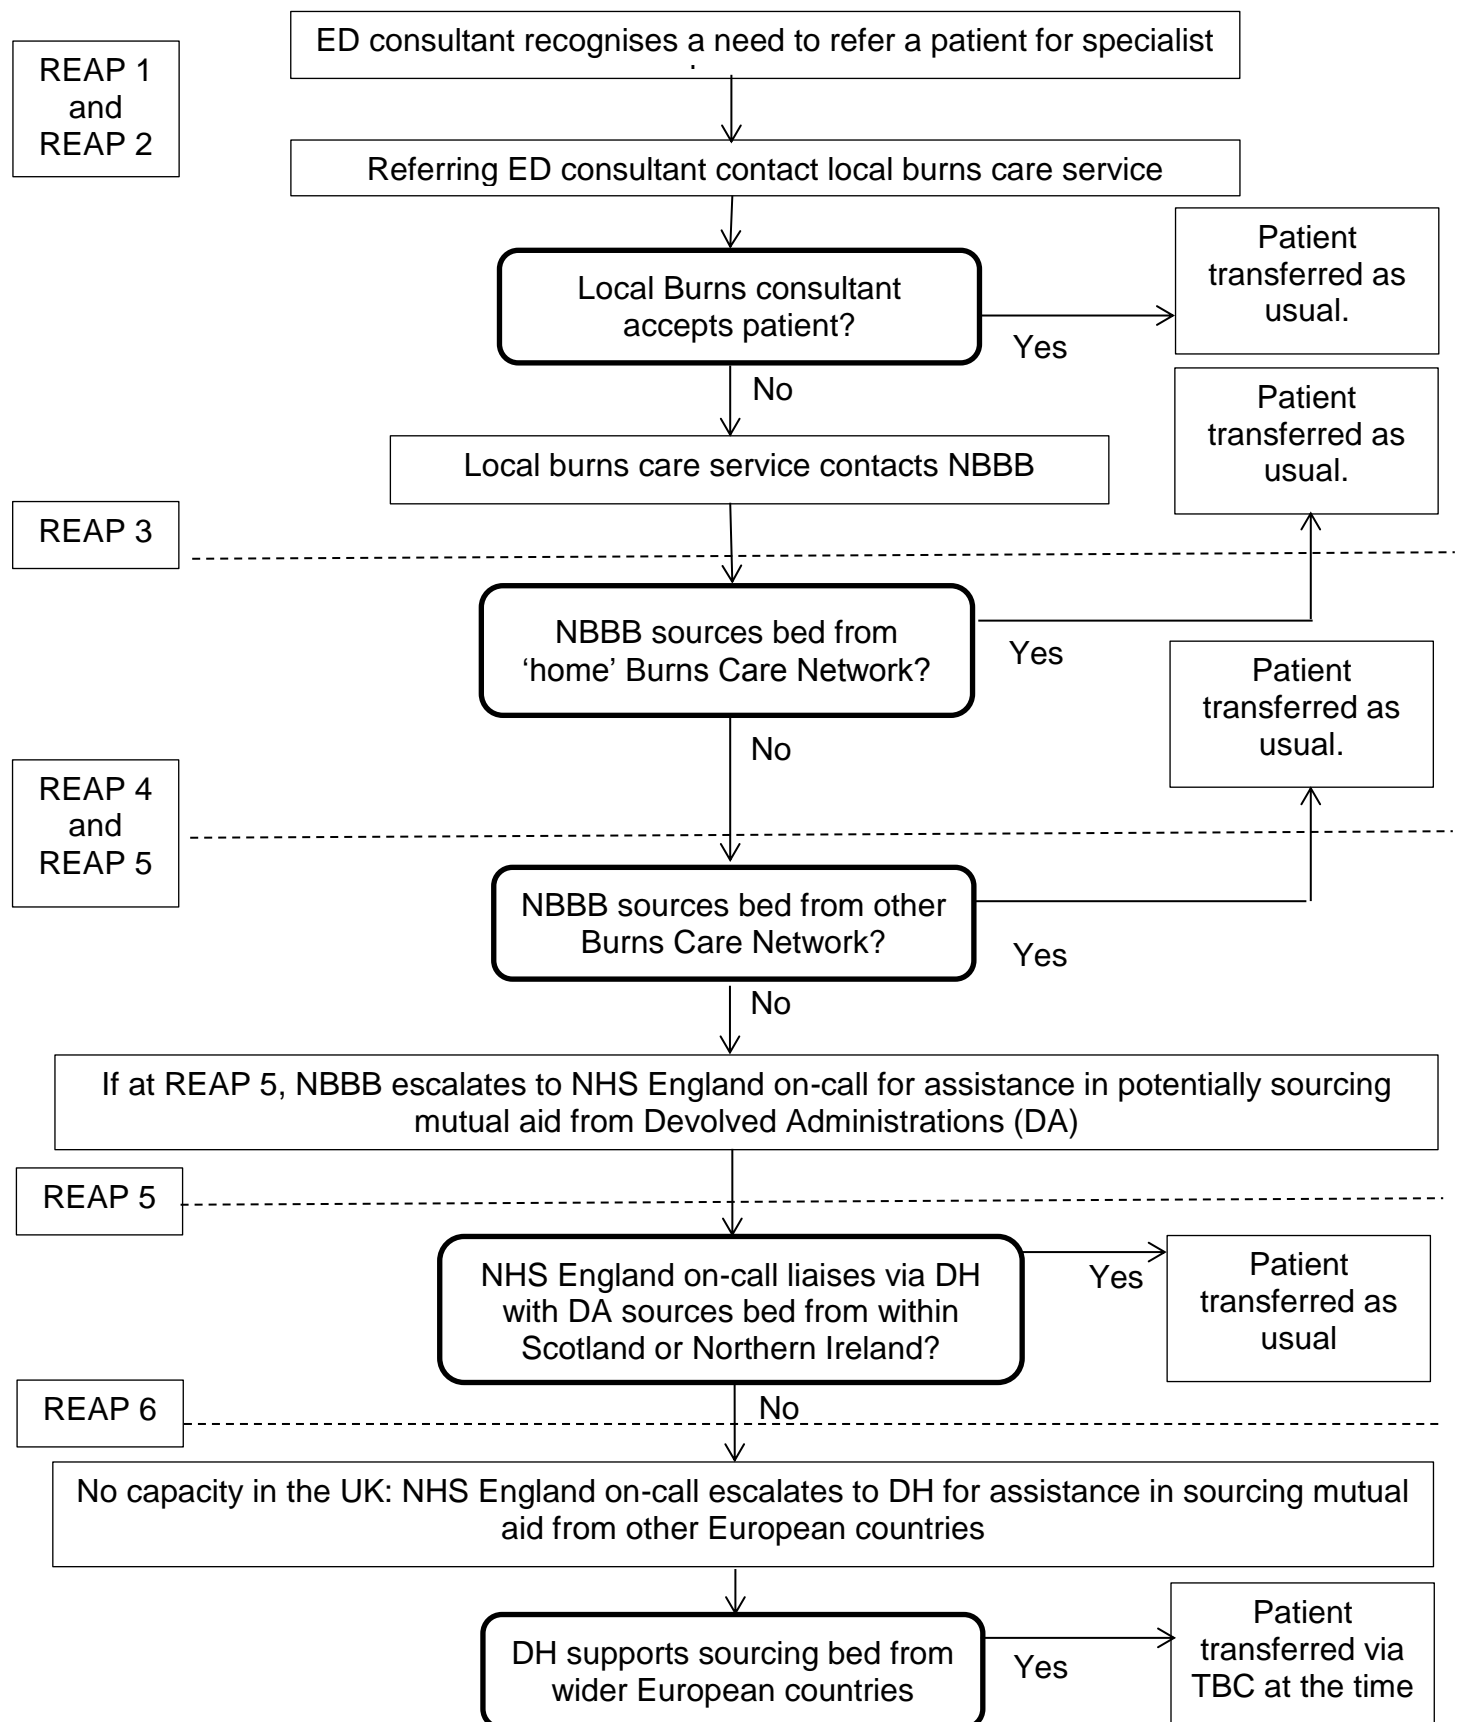 ED consultant recognises a need to refer a patient for specialist
REAP 1
and
REAP 2
Referring ED consultant contact local burns care service
Local Burns consultant
accepts patient?
Yes
Patient
transferred as
usual.
No
Local burns care service contacts NBBB
Patient
transferred as
usual.
REAP 3
NBBB sources bed from
‘home’ Burns Care Network?
Yes
Patient
transferred as
usual.
No
REAP 4
and
REAP 5
NBBB sources bed from other
Burns Care Network?
Yes
No
If at REAP 5, NBBB escalates to NHS England on-call for assistance in potentially sourcing
mutual aid from Devolved Administrations (DA)
REAP 5
NHS England on-call liaises via DH
with DA sources bed from within
Scotland or Northern Ireland?
Yes
Patient
transferred as
usual
REAP 6
No
No capacity in the UK: NHS England on-call escalates to DH for assistance in sourcing mutual
aid from other European countries
DH supports sourcing bed from
wider European countries
Yes
Patient
transferred via
TBC at the time